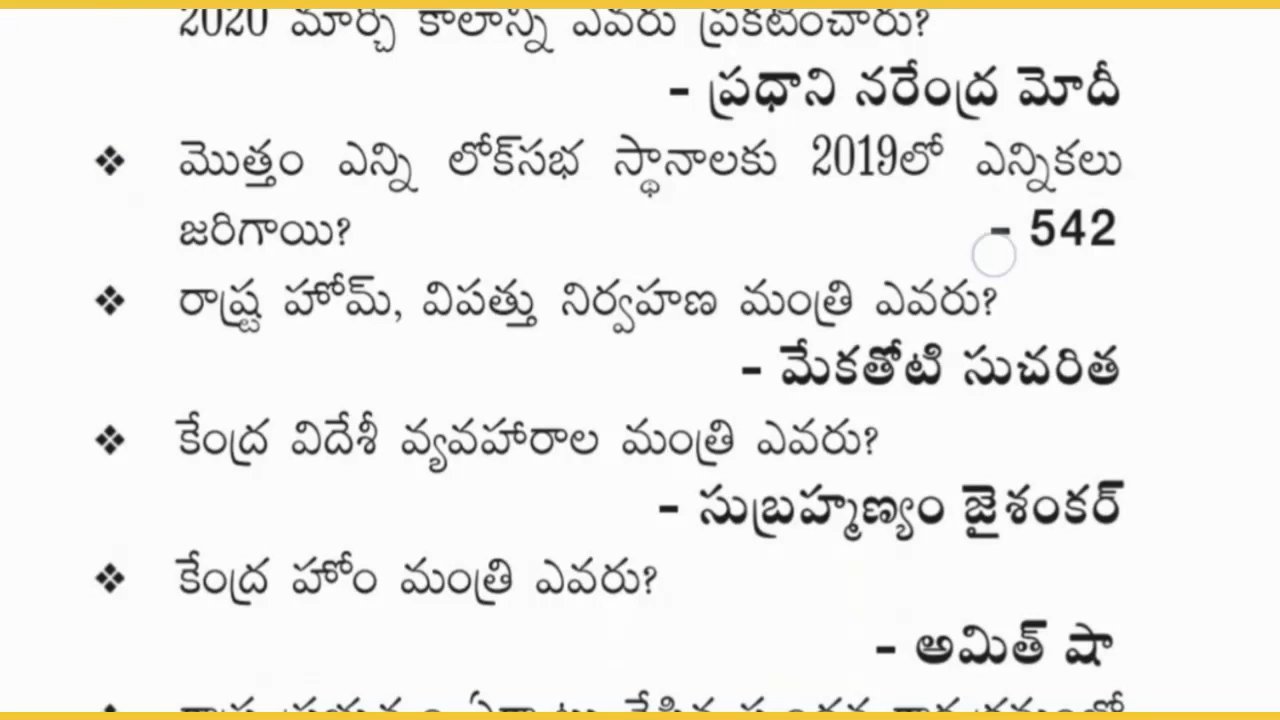 2020 మార్చి కాలాన్ని ఎవరు ప్రకటించారు?
- ప్రధాని నరేంద్ర మోదీ
❖ మొత్తం ఎన్ని లోక్‌సభ స్థానాలకు 2019లో ఎన్నికలు
జరిగాయి? - 542
❖ రాష్ట్ర హోమ్, విపత్తు నిర్వహణ మంత్రి ఎవరు?
- మేకతోటి సుచరిత
❖ కేంద్ర విదేశీ వ్యవహారాల మంత్రి ఎవరు?
- సుబ్రహ్మణ్యం జైశంకర్
❖ కేంద్ర హోం మంత్రి ఎవరు?
- అమిత్ షా